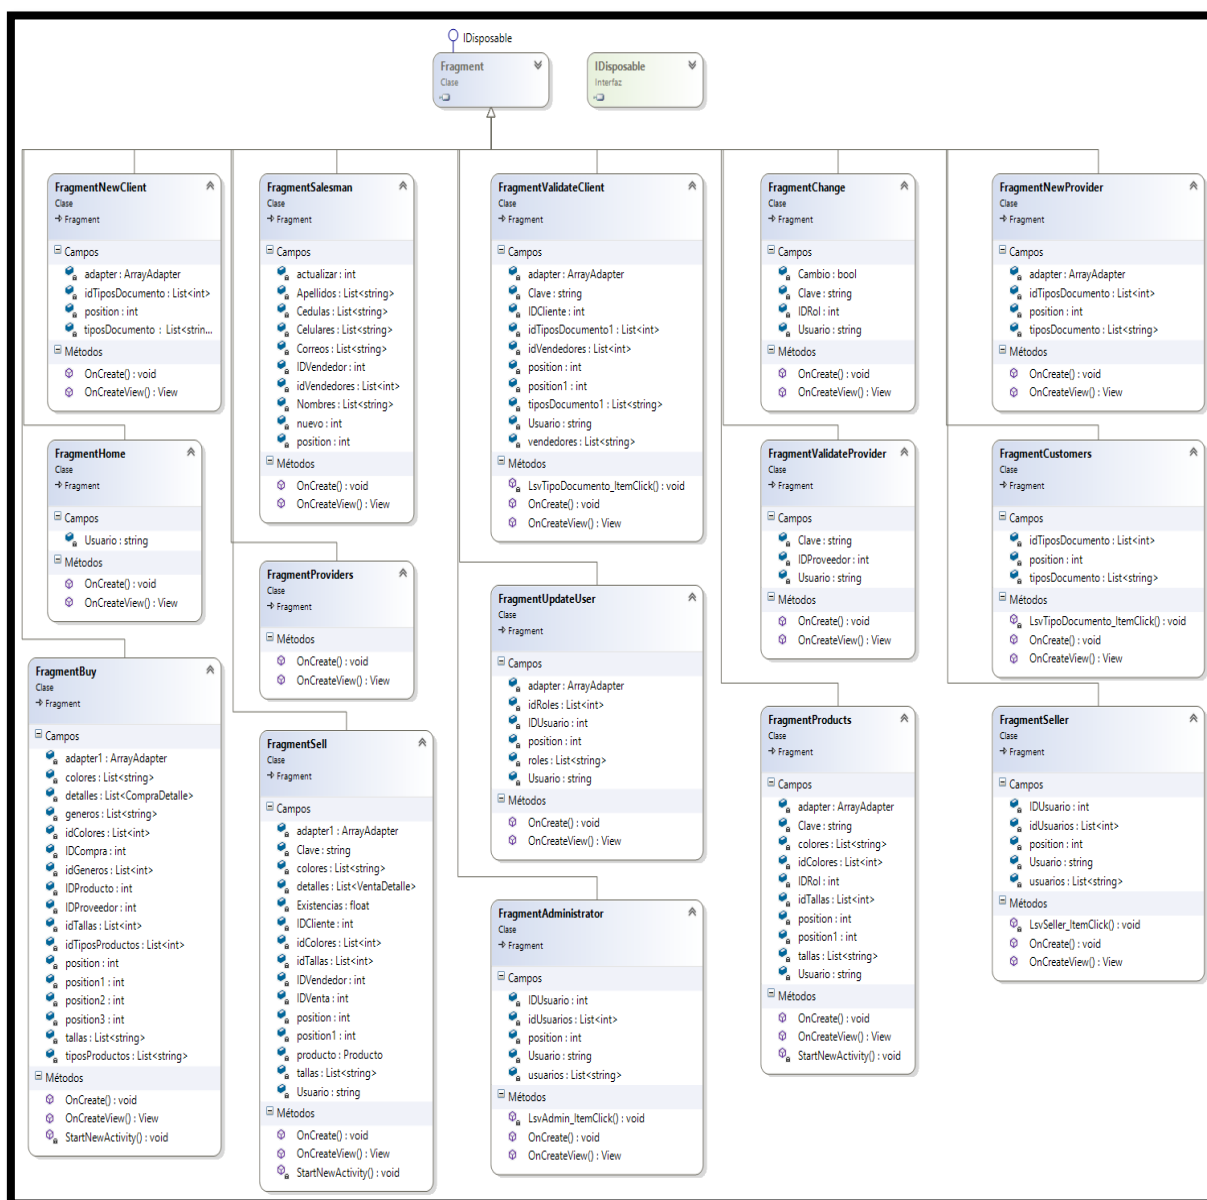 IDisposable
Fragment
Clase
IDisposable
Interfaz
FragmentNewClient
Clase
Fragment
Campos
adapter : ArrayAdapter
idTiposDocumento : List<int>
position : int
tiposDocumento : List<strin...
Métodos
OnCreate() : void
OnCreateView() : View
FragmentHome
Clase
Fragment
Campos
Usuario : string
Métodos
OnCreate() : void
OnCreateView() : View
FragmentBuy
Clase
Fragment
Campos
adapter1 : ArrayAdapter
colores : List<string>
detalles : List<CompraDetalle>
generos : List<string>
idColores : List<int>
IDCompra : int
idGeneros : List<int>
IDProducto : int
IDProveedor : int
idTallas : List<int>
idTiposProductos : List<int>
position : int
position1 : int
position2 : int
position3 : int
tallas : List<string>
tiposProductos : List<string>
Métodos
OnCreate() : void
OnCreateView() : View
StartNewActivity() : void
FragmentSalesman
Clase
Fragment
Campos
actualizar : int
Apellidos : List<string>
Cedulas : List<string>
Celulares : List<string>
Correos : List<string>
IDVendedor : int
idVendedores : List<int>
Nombres : List<string>
nuevo : int
position : int
Métodos
OnCreate() : void
OnCreateView() : View
FragmentProviders
Clase
Fragment
Métodos
OnCreate() : void
OnCreateView() : View
FragmentSell
Clase
Fragment
Campos
adapter1 : ArrayAdapter
Clave : string
colores : List<string>
detalles : List<VentaDetalle>
Existencias : float
IDCliente : int
idColores : List<int>
idTallas : List<int>
IDVendedor : int
IDVenta : int
position : int
position1 : int
producto : Producto
tallas : List<string>
Usuario : string
Métodos
OnCreate() : void
OnCreateView() : View
StartNewActivity() : void
FragmentValidateClient
Clase
Fragment
Campos
adapter : ArrayAdapter
Clave : string
IDCliente : int
idTiposDocumento1 : List<int>
idVendedores : List<int>
position : int
position1 : int
tiposDocumento1 : List<string>
Usuario : string
vendedores : List<string>
Métodos
LsvTipoDocumento_ItemClick() : void
OnCreate() : void
OnCreateView() : View
FragmentUpdateUser
Clase
Fragment
Campos
adapter : ArrayAdapter
idRoles : List<int>
IDUsuario : int
position : int
roles : List<string>
Usuario : string
Métodos
OnCreate() : void
OnCreateView() : View
FragmentAdministrator
Clase
Fragment
Campos
IDUsuario : int
idUsuarios : List<int>
position : int
Usuario : string
usuarios : List<string>
Métodos
LsvAdmin_ItemClick() : void
OnCreate() : void
OnCreateView() : View
FragmentChange
Clase
Fragment
Campos
Cambio : bool
Clave : string
IDRol : int
Usuario : string
Métodos
OnCreate() : void
OnCreateView() : View
FragmentValidateProvider
Clase
Fragment
Campos
Clave : string
IDProveedor : int
Usuario : string
Métodos
OnCreate() : void
OnCreateView() : View
FragmentProducts
Clase
Fragment
Campos
adapter : ArrayAdapter
Clave : string
colores : List<string>
idColores : List<int>
IDRol : int
idTallas : List<int>
position : int
position1 : int
tallas : List<string>
Usuario : string
Métodos
OnCreate() : void
OnCreateView() : View
StartNewActivity() : void
FragmentNewProvider
Clase
Fragment
Campos
adapter : ArrayAdapter
idTiposDocumento : List<int>
position : int
tiposDocumento : List<string>
Métodos
OnCreate() : void
OnCreateView() : View
FragmentCustomers
Clase
Fragment
Campos
idTiposDocumento : List<int>
position : int
tiposDocumento : List<string>
Métodos
LsvTipoDocumento_ItemClick() : void
OnCreate() : void
OnCreateView() : View
FragmentSeller
Clase
Fragment
Campos
IDUsuario : int
idUsuarios : List<int>
position : int
Usuario : string
usuarios : List<string>
Métodos
LsvSeller_ItemClick() : void
OnCreate() : void
OnCreateView() : View